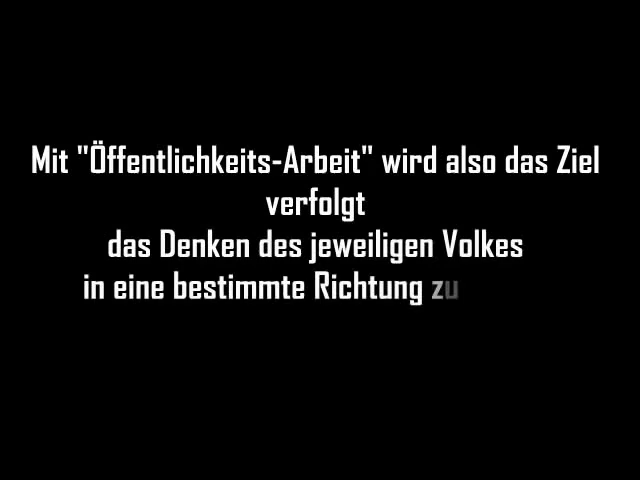 Mit "Öffentlichkeits-Arbeit" wird also das Ziel
verfolgt
das Denken des jeweiligen Volkes
in eine bestimmte Richtung zu